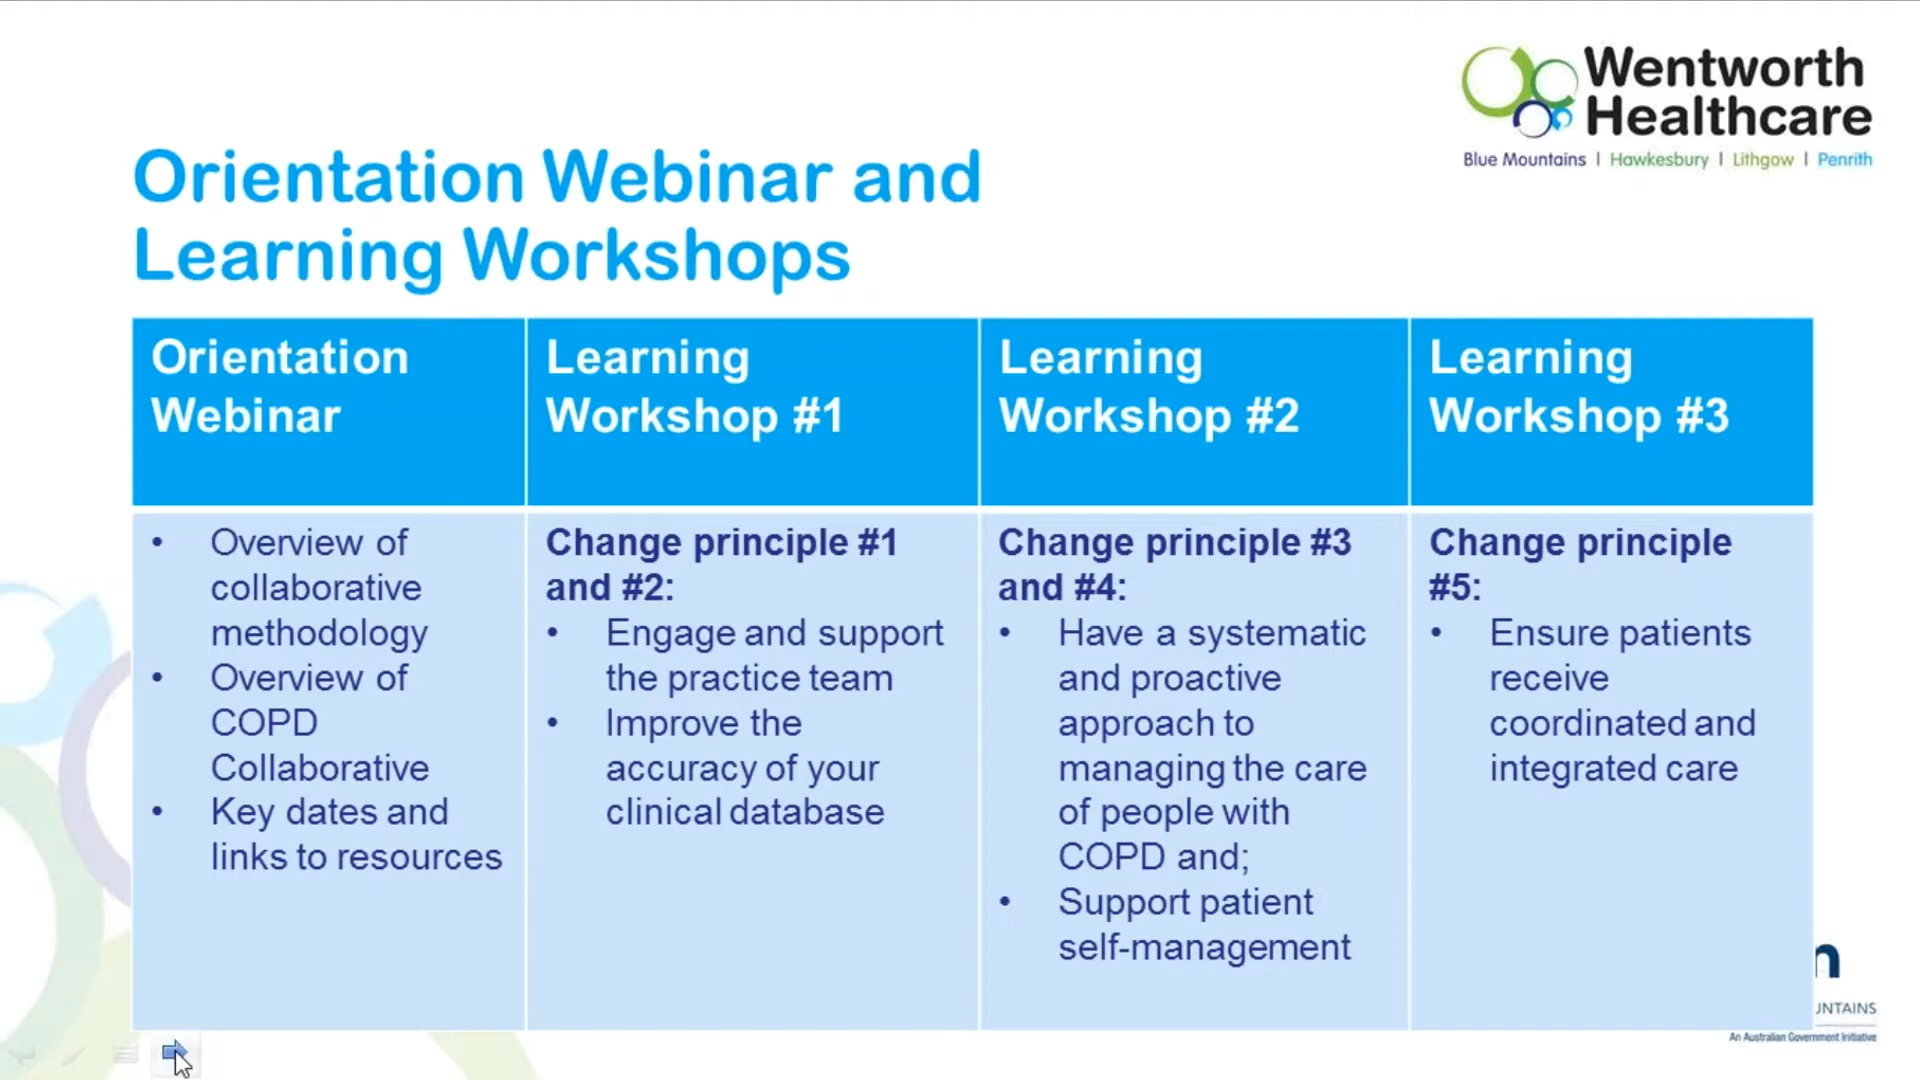 Wentworth
Healthcare
Blue Mountains | Hawkesbury | Lithgow | Penrith
Orientation Webinar and
Learning Workshops
Orientation
Webinar
Learning
Workshop #1
Learning
Workshop #2
Learning
Workshop #3
• Overview of
collaborative
methodology
• Overview of
COPD
Collaborative
• Key dates and
links to resources
Change principle #1
and #2:
• Engage and support
the practice team
• Improve the
accuracy of your
clinical database
Change principle #3
and #4:
• Have a systematic
and proactive
approach to
managing the care
of people with
COPD and;
• Support patient
self-management
Change principle
#5:
• Ensure patients
receive
coordinated and
integrated care
An Australian Government Initiative